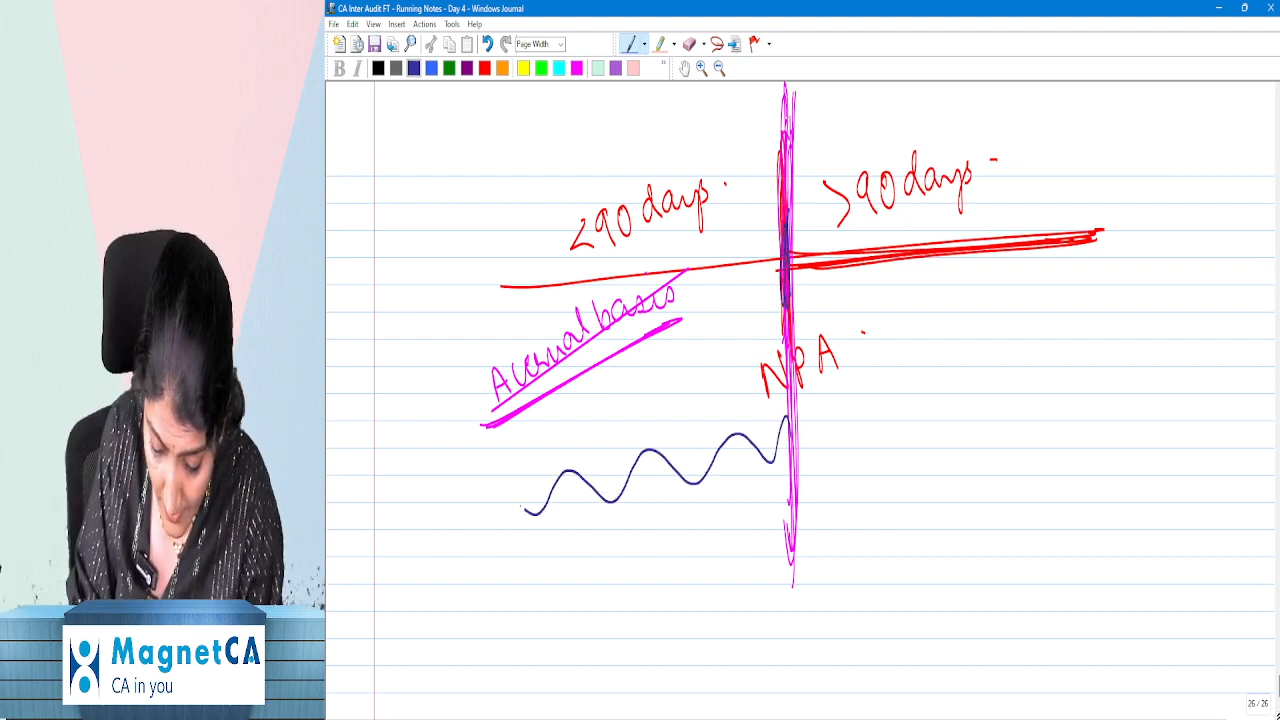 CA Inter Audit FT - Running Notes - Day 4 - Windows Journal
File Edit View Insert Actions Tools Help
Page Width
B I
<90 days.
>90 days -
Accrual basis
NPA
MagnetCA
CA in you
26 / 26